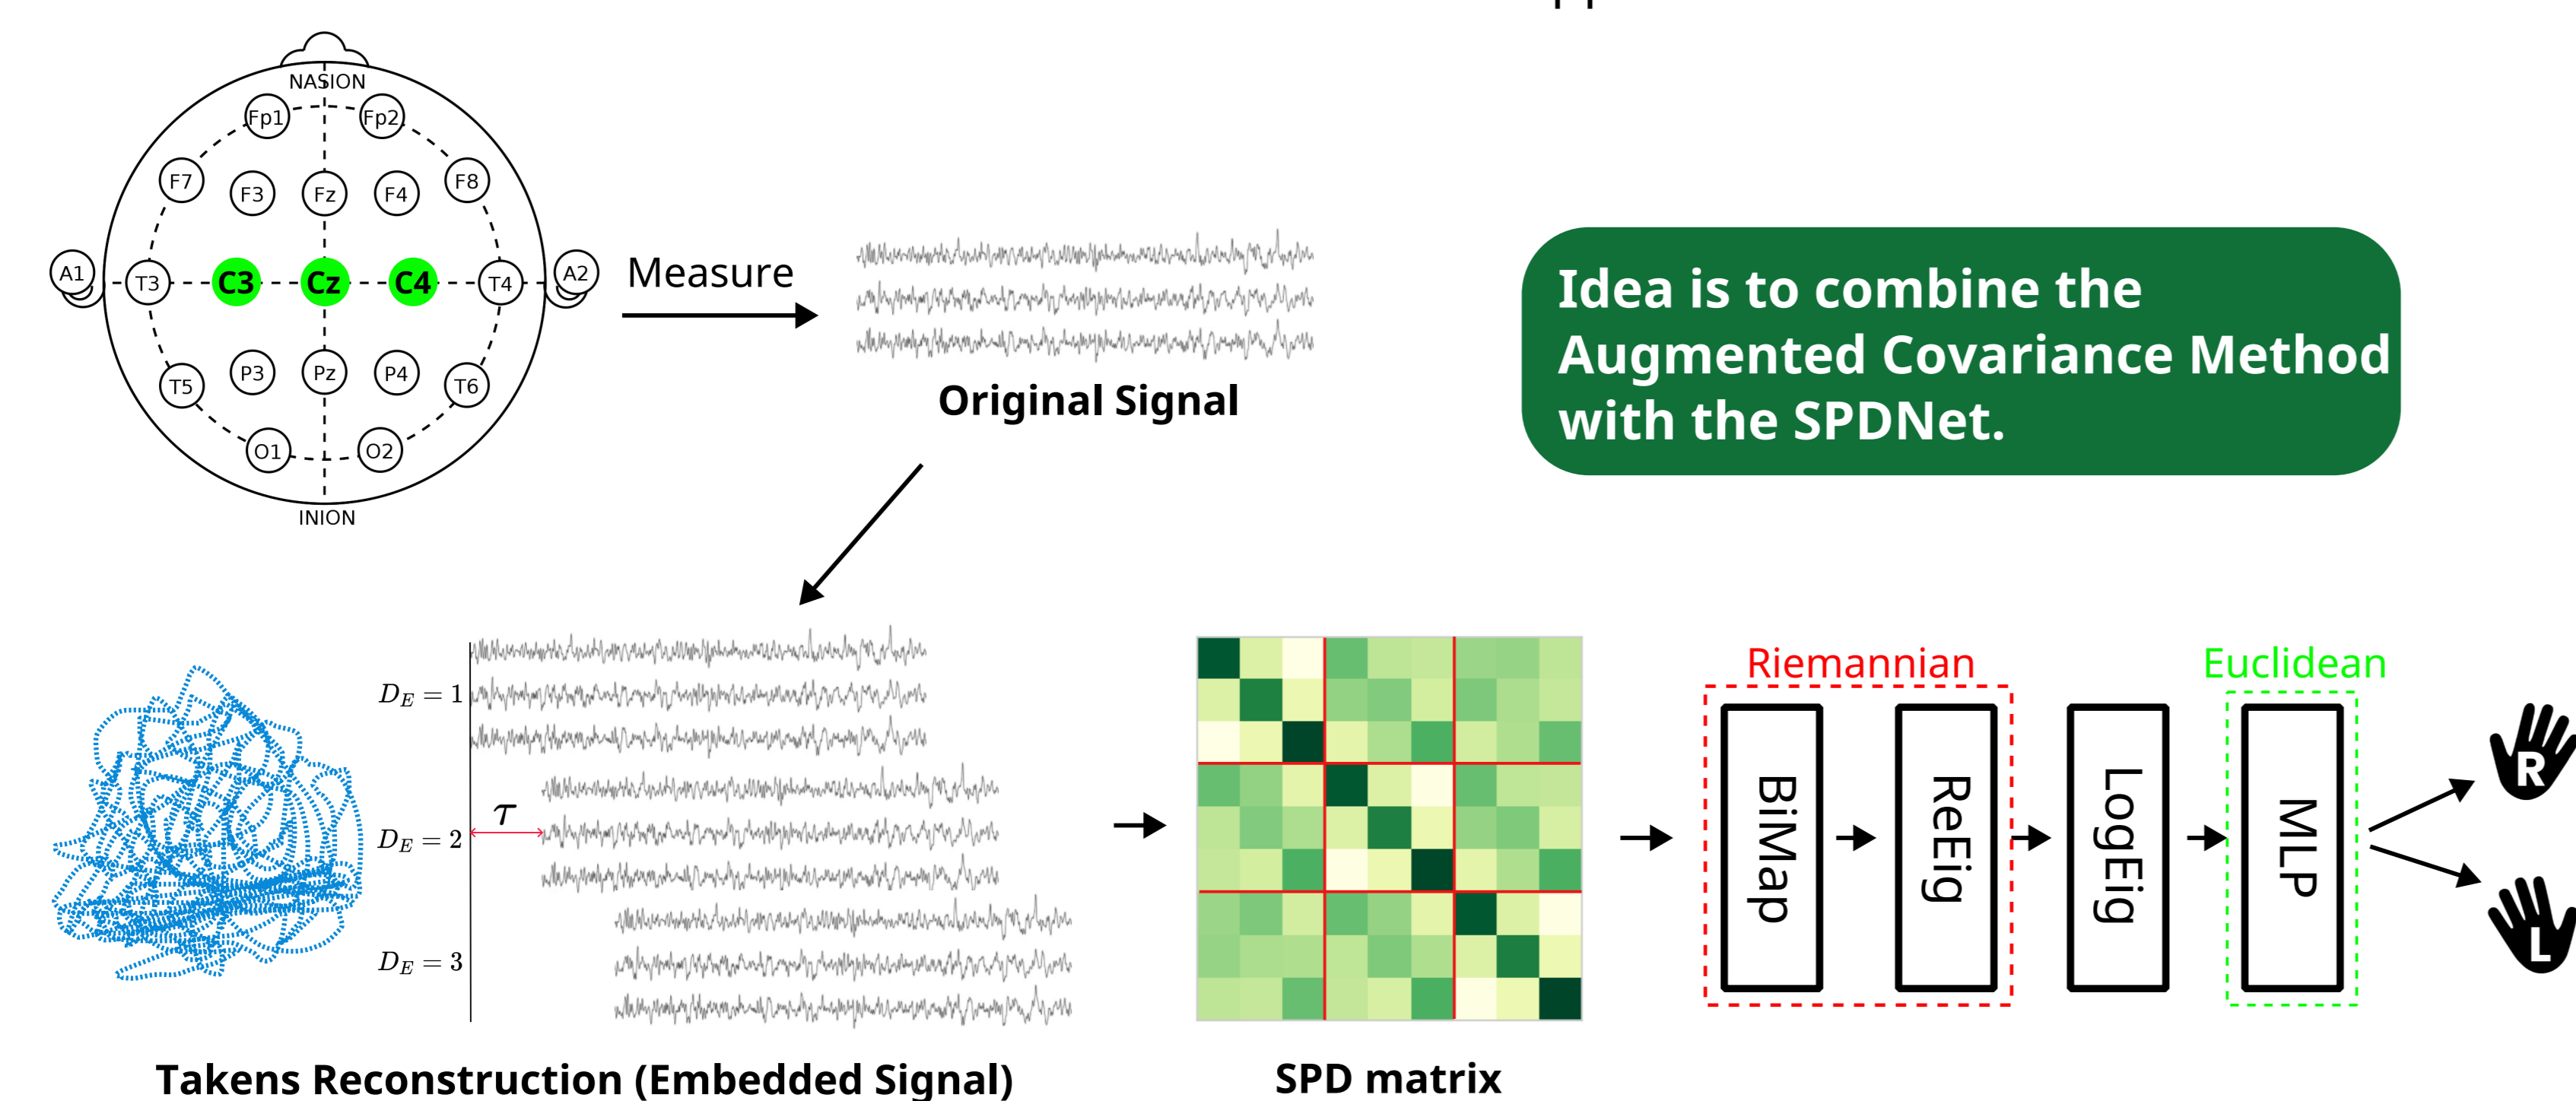 NASION
Fp1 Fp2
F7 F3 Fz F4 F8
A1 T3 C3 Cz C4 T4 A2
T5 P3 Pz P4 T6
O1 O2
INION
Measure
Original Signal
Idea is to combine the
Augmented Covariance Method
with the SPDNet.
D_E = 1
τ
D_E = 2
D_E = 3
Takens Reconstruction (Embedded Signal)
SPD matrix
Riemannian
BiMap
ReEig
LogEig
Euclidean
MLP
R
L